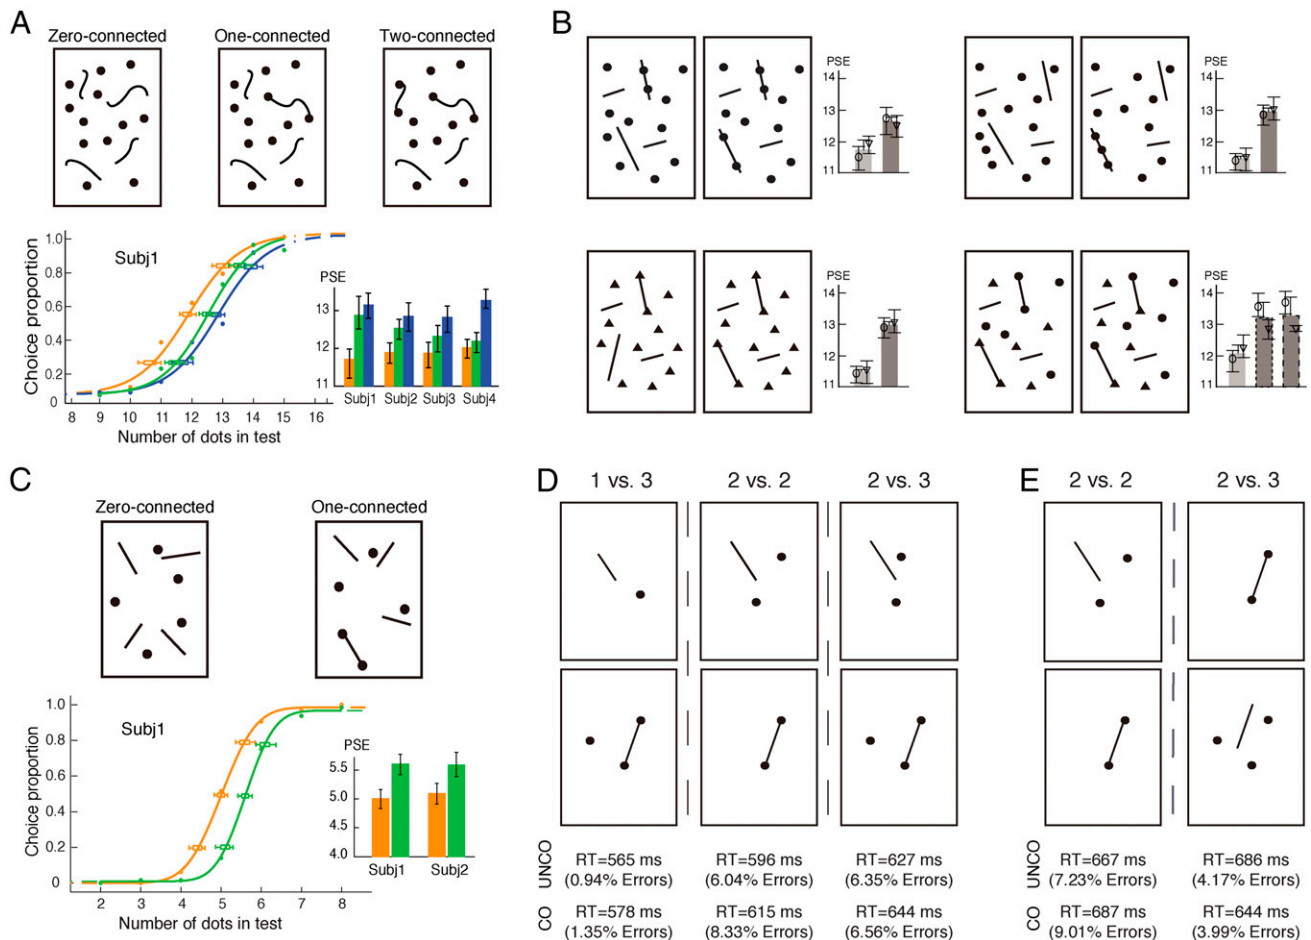 A
Zero-connected
One-connected
Two-connected
Subj1
Choice proportion
1.0
0.8
0.6
0.4
0.2
0
8 9 10 11 12 13 14 15 16
Number of dots in test
PSE
13
12
11
Subj1 Subj2 Subj3 Subj4
B
PSE
14
13
12
11
PSE
14
13
12
11
PSE
14
13
12
11
PSE
14
13
12
11
C
Zero-connected
One-connected
Subj1
Choice proportion
1.0
0.8
0.6
0.4
0.2
0
2 3 4 5 6 7 8
Number of dots in test
PSE
5.5
5.0
4.5
4.0
Subj1 Subj2
D
1 vs. 3
2 vs. 2
2 vs. 3
UNCO
RT=565 ms
(0.94% Errors)
RT=596 ms
(6.04% Errors)
RT=627 ms
(6.35% Errors)
CO
RT=578 ms
(1.35% Errors)
RT=615 ms
(8.33% Errors)
RT=644 ms
(6.56% Errors)
E
2 vs. 2
2 vs. 3
UNCO
RT=667 ms
(7.23% Errors)
RT=686 ms
(4.17% Errors)
CO
RT=687 ms
(9.01% Errors)
RT=644 ms
(3.99% Errors)